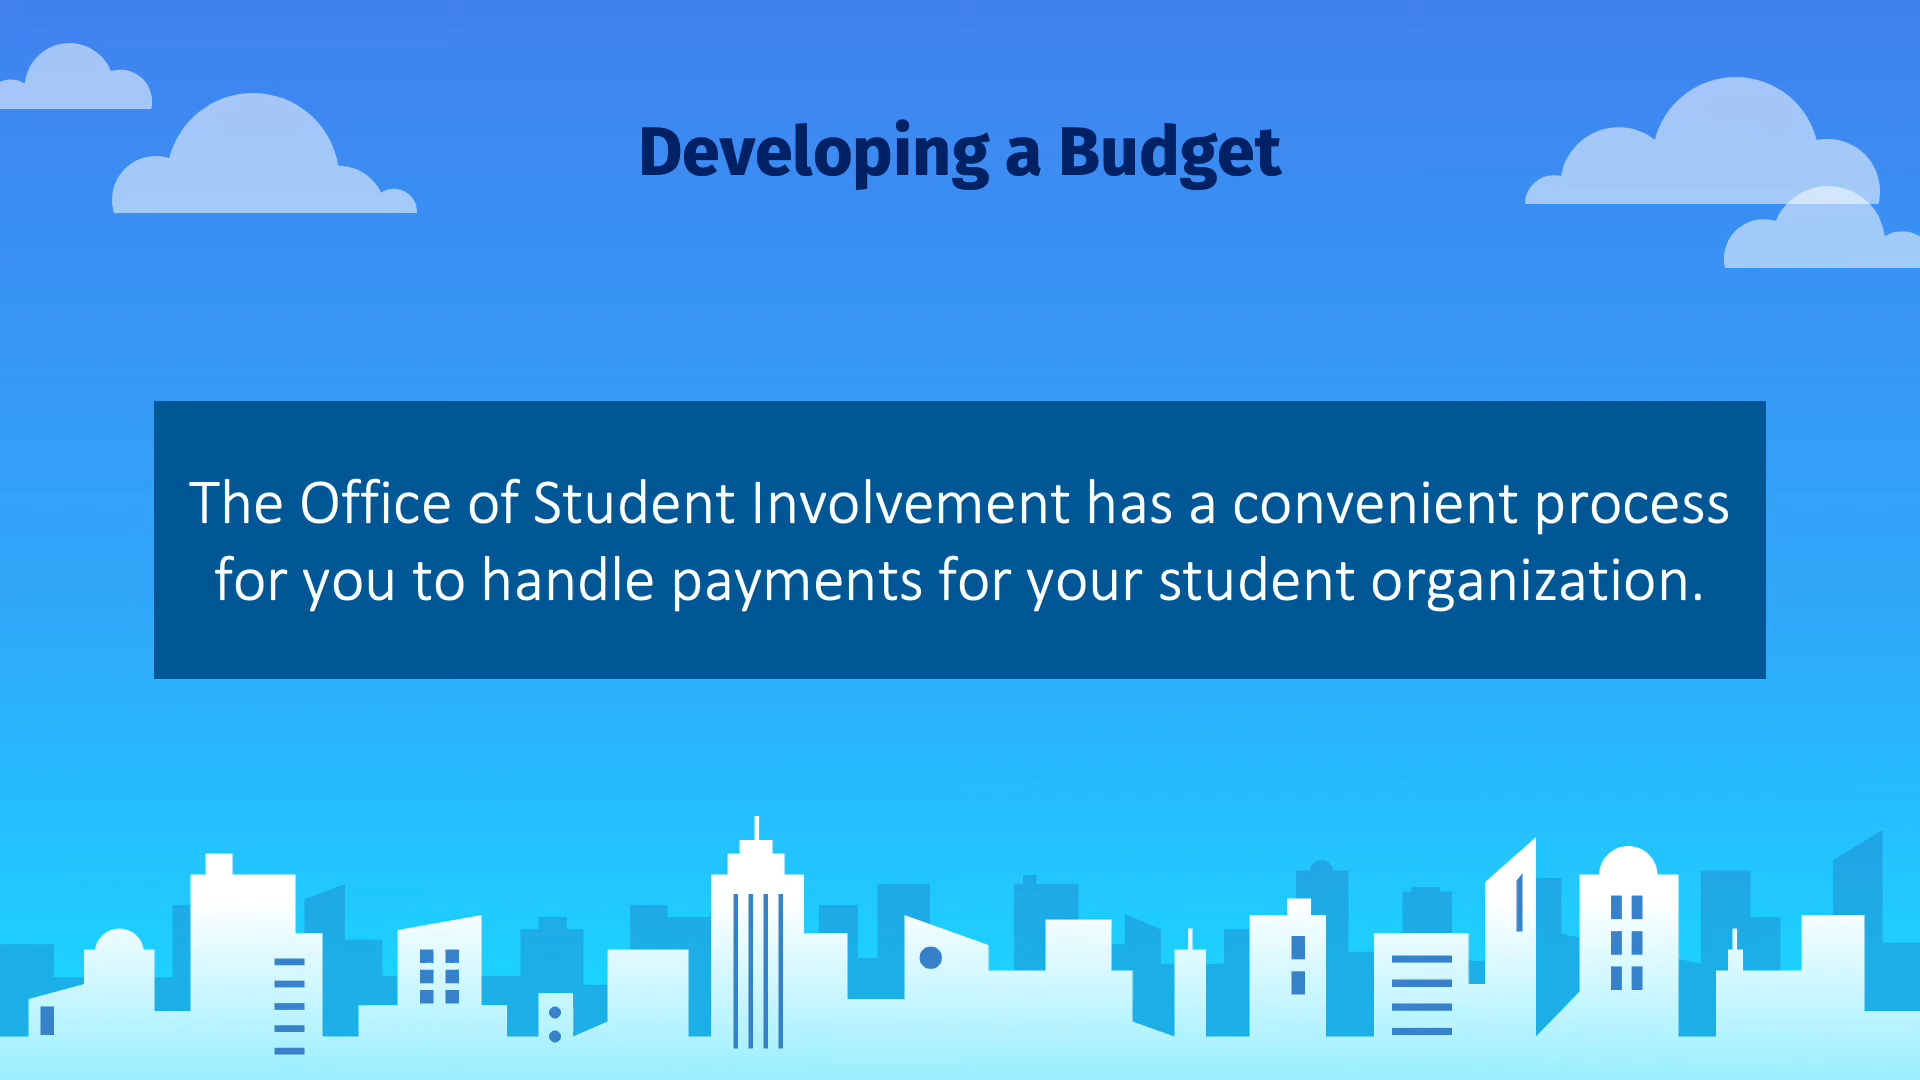 Developing a Budget
The Office of Student Involvement has a convenient process
for you to handle payments for your student organization.